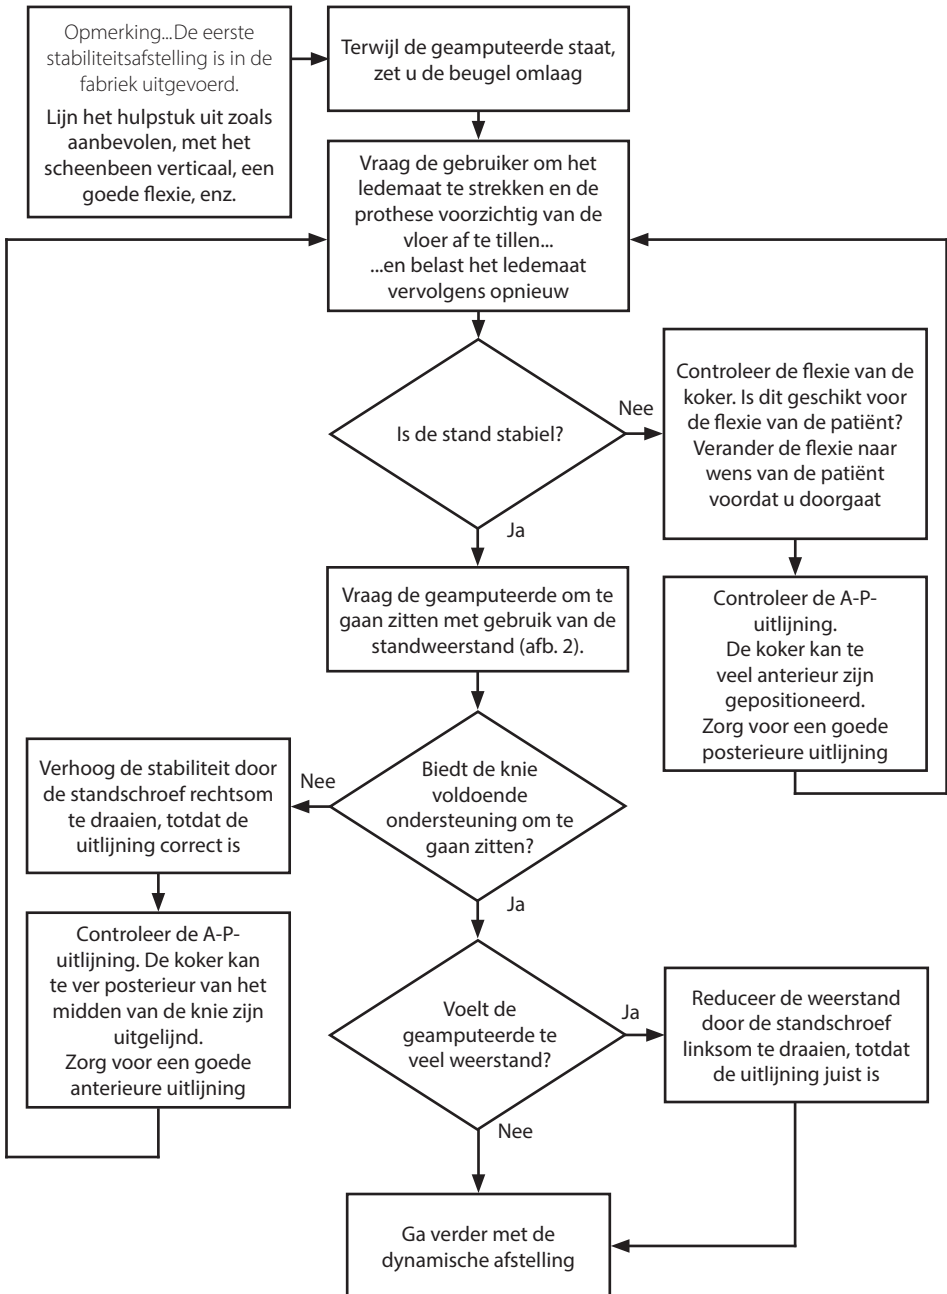 Opmerking...De eerste
stabiliteitsafstelling is in de
fabriek uitgevoerd.
Lijn het hulpstuk uit zoals
aanbevolen, met het
scheenbeen verticaal, een
goede flexie, enz.
Terwijl de geamputeerde staat,
zet u de beugel omlaag
Vraag de gebruiker om het
ledemaat te strekken en de
prothese voorzichtig van de
vloer af te tillen...
...en belast het ledemaat
vervolgens opnieuw
Is de stand stabiel?
Nee
Controleer de flexie van de
koker. Is dit geschikt voor
de flexie van de patiënt?
Verander de flexie naar
wens van de patiënt
voordat u doorgaat
Controleer de A-P-
uitlijning.
De koker kan te
veel anterieur zijn
gepositioneerd.
Zorg voor een goede
posterieure uitlijning
Ja
Vraag de geamputeerde om te
gaan zitten met gebruik van de
standweerstand (afb. 2).
Biedt de knie
voldoende
ondersteuning om te
gaan zitten?
Nee
Verhoog de stabiliteit door
de standschroef rechtsom
te draaien, totdat de
uitlijning correct is
Controleer de A-P-
uitlijning. De koker kan
te ver posterieur van het
midden van de knie zijn
uitgelijnd.
Zorg voor een goede
anterieure uitlijning
Ja
Voelt de
geamputeerde te
veel weerstand?
Ja
Reduceer de weerstand
door de standschroef
linksom te draaien, totdat
de uitlijning juist is
Nee
Ga verder met de
dynamische afstelling